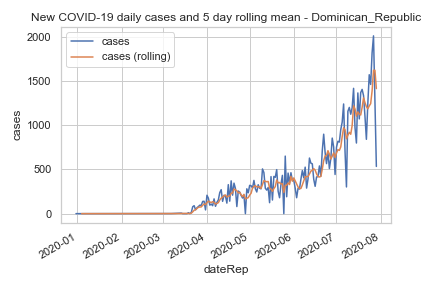 New COVID-19 daily cases and 5 day rolling mean - Dominican_Republic
cases
cases (rolling)
2000
1500
1000
500
0
cases
2020-01
2020-02
2020-03
2020-04
2020-05
2020-06
2020-07
2020-08
dateRep